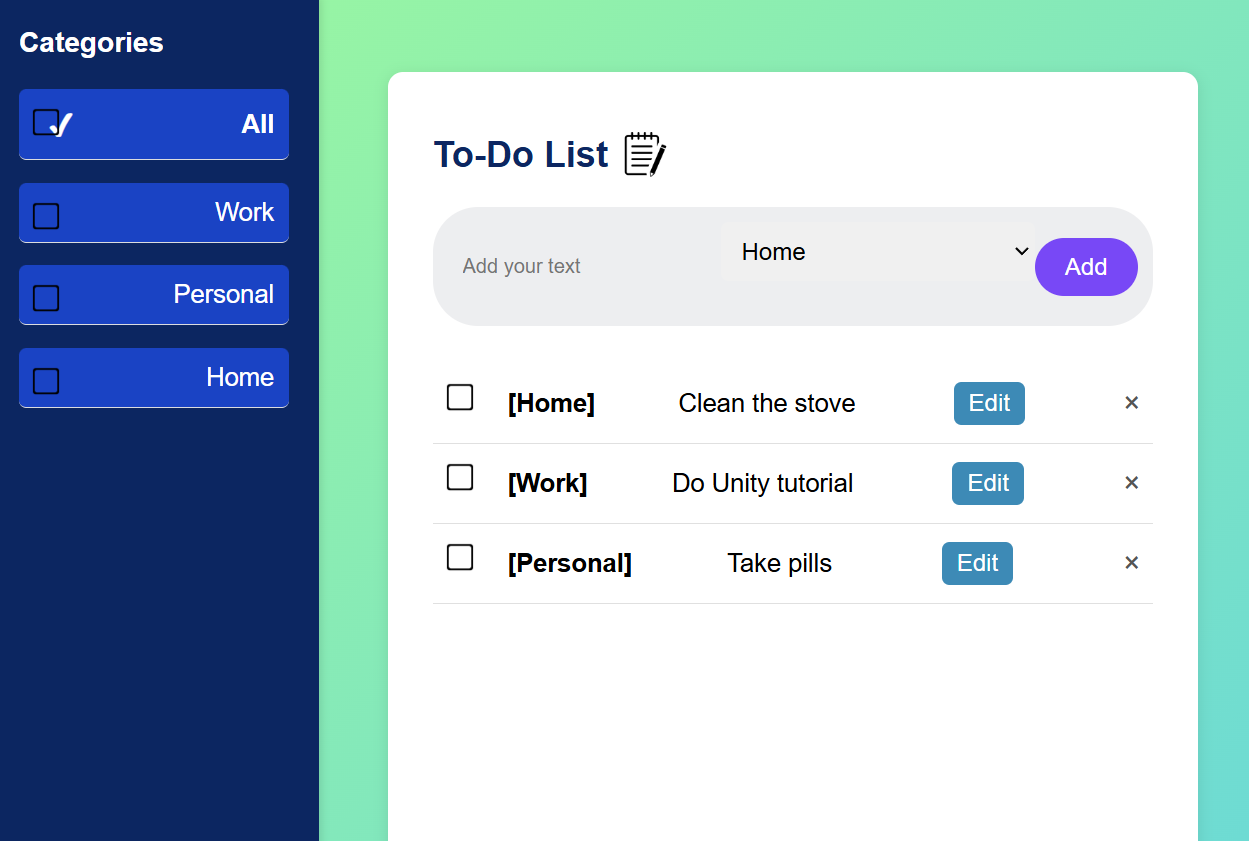 Categories
All
Work
Personal
Home
To-Do List
Add your text
Home
Add
[Home] Clean the stove Edit ×
[Work] Do Unity tutorial Edit ×
[Personal] Take pills Edit ×